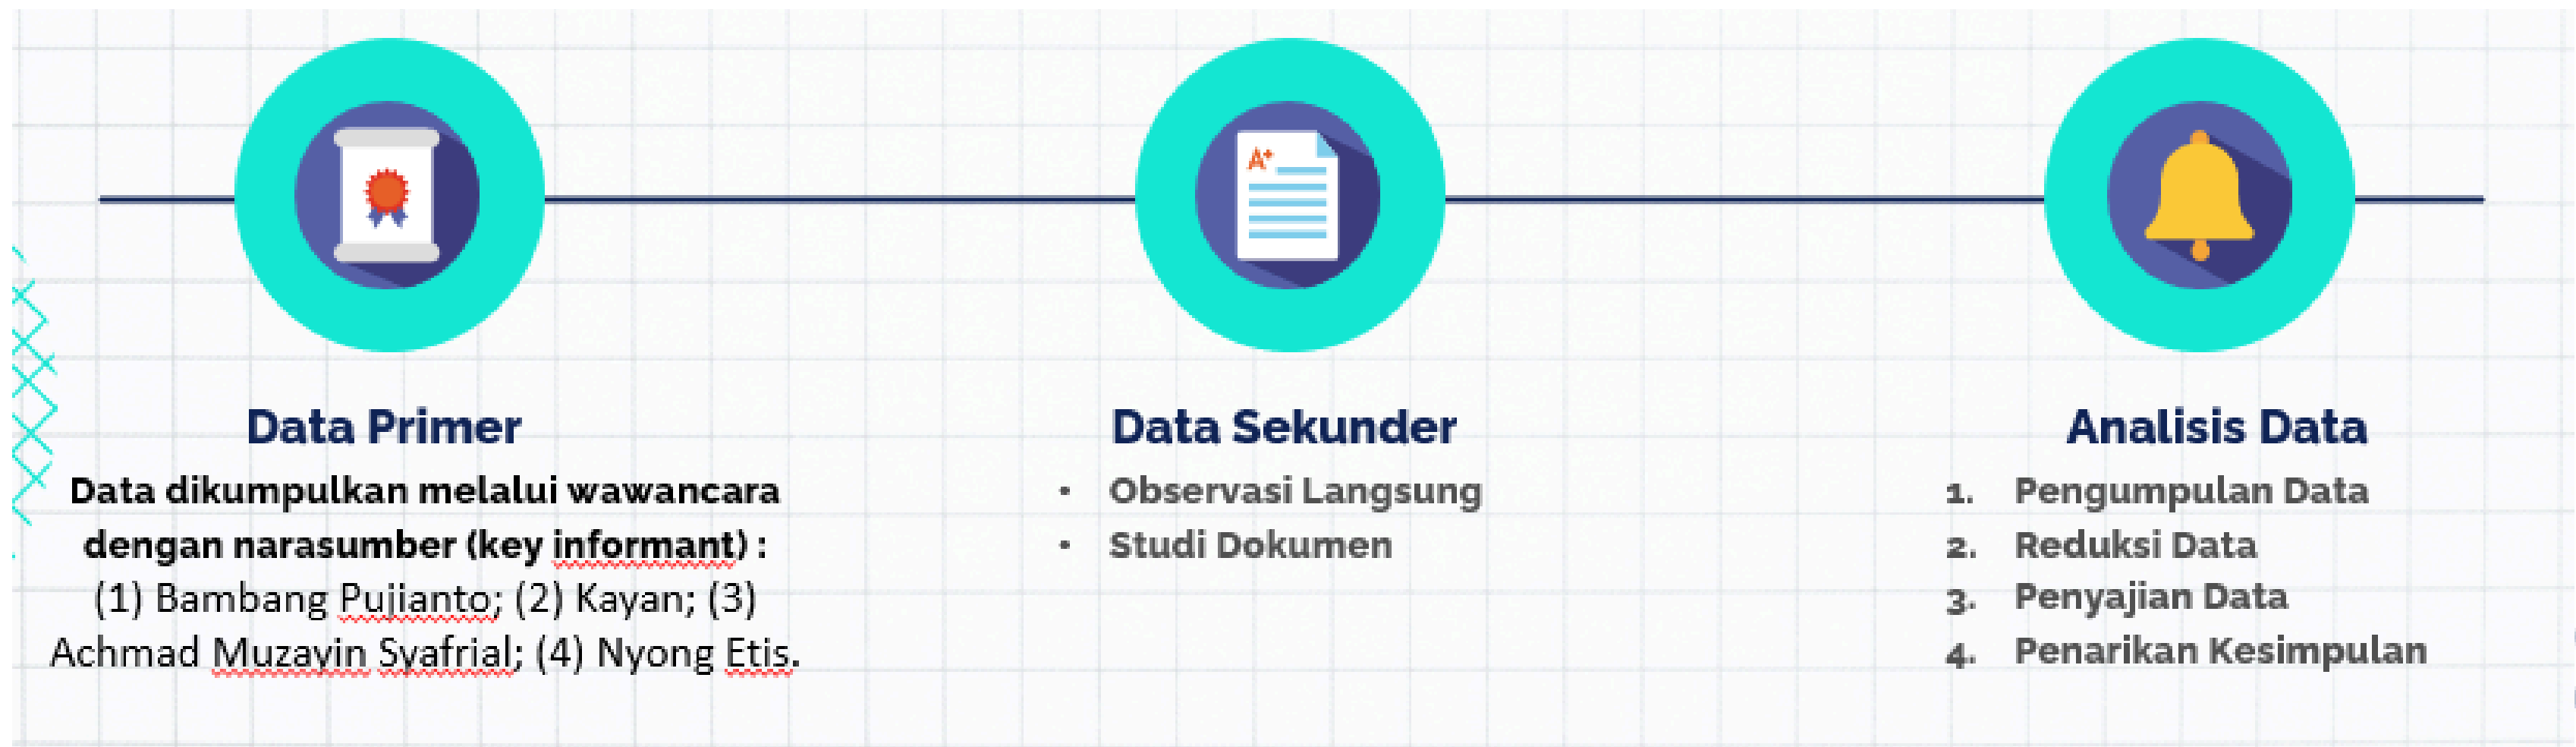 A+
Data Primer
Data dikumpulkan melalui wawancara
dengan narasumber (key informant) :
(1) Bambang Pujianto; (2) Kayan; (3)
Achmad Muzayin Syafrial; (4) Nyong Etis.
Data Sekunder
• Observasi Langsung
• Studi Dokumen
Analisis Data
1. Pengumpulan Data
2. Reduksi Data
3. Penyajian Data
4. Penarikan Kesimpulan